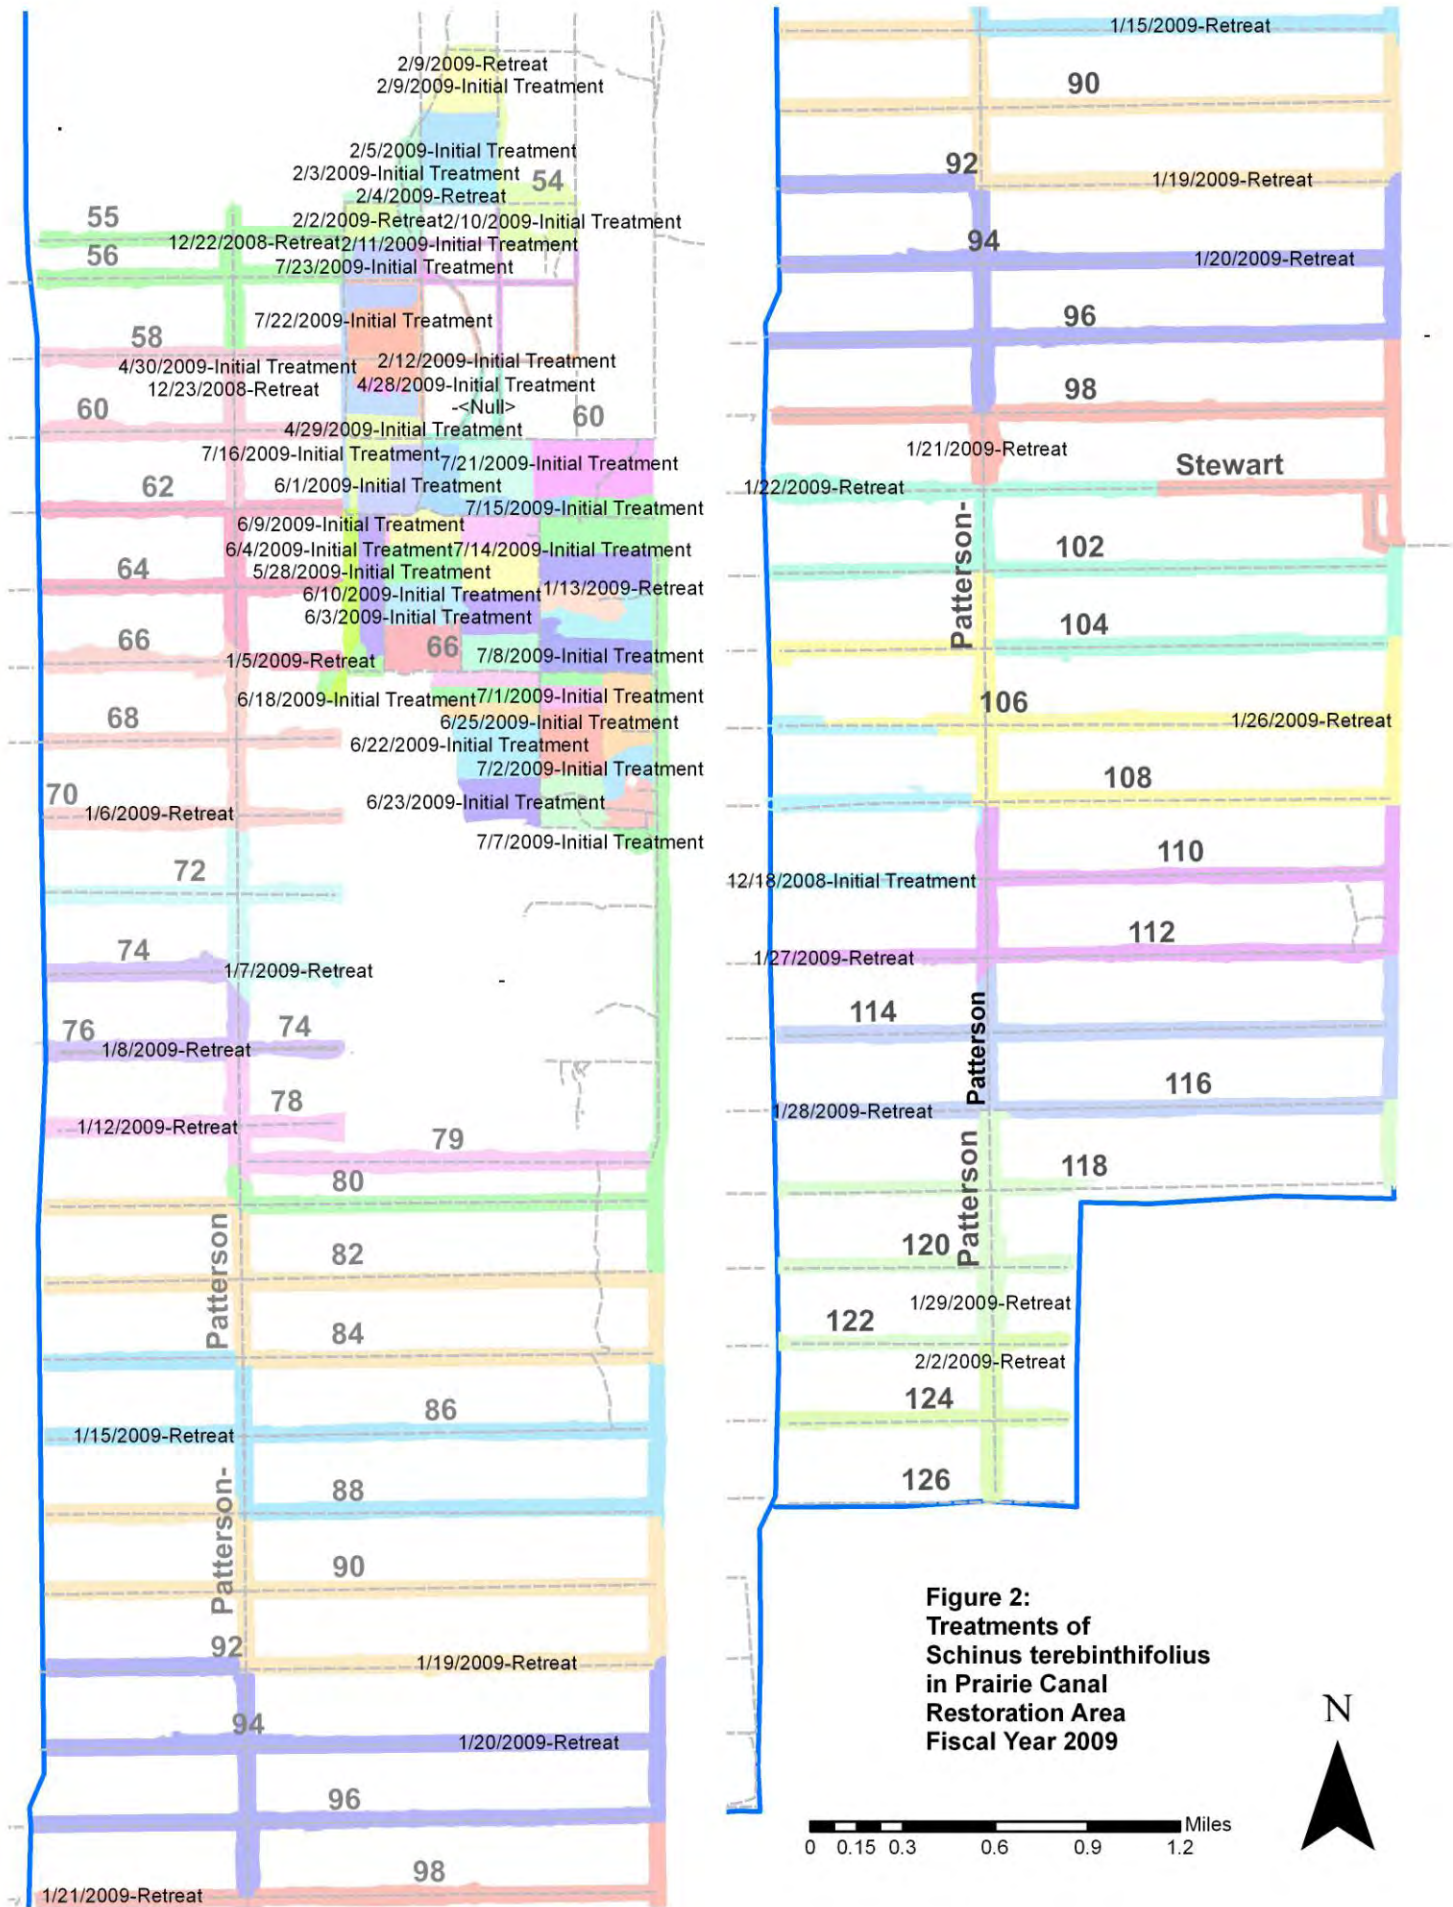 2/9/2009-Retreat
2/9/2009-Initial Treatment
2/5/2009-Initial Treatment
2/3/2009-Initial Treatment
54
2/4/2009-Retreat
55
2/2/2009-Retreat
2/10/2009-Initial Treatment
12/22/2008-Retreat
2/11/2009-Initial Treatment
56
7/23/2009-Initial Treatment
7/22/2009-Initial Treatment
58
4/30/2009-Initial Treatment
2/12/2009-Initial Treatment
12/23/2008-Retreat
4/28/2009-Initial Treatment
-<Null>
60
60
4/29/2009-Initial Treatment
7/16/2009-Initial Treatment
7/21/2009-Initial Treatment
62
6/1/2009-Initial Treatment
7/15/2009-Initial Treatment
6/9/2009-Initial Treatment
6/4/2009-Initial Treatment
7/14/2009-Initial Treatment
64
5/28/2009-Initial Treatment
6/10/2009-Initial Treatment
1/13/2009-Retreat
6/3/2009-Initial Treatment
66
66
1/5/2009-Retreat
7/8/2009-Initial Treatment
6/18/2009-Initial Treatment
7/1/2009-Initial Treatment
68
6/25/2009-Initial Treatment
6/22/2009-Initial Treatment
7/2/2009-Initial Treatment
70
6/23/2009-Initial Treatment
1/6/2009-Retreat
7/7/2009-Initial Treatment
72
74
1/7/2009-Retreat
76
74
1/8/2009-Retreat
78
1/12/2009-Retreat
79
80
Patterson
82
84
86
1/15/2009-Retreat
Patterson-
88
90
92
1/19/2009-Retreat
94
1/20/2009-Retreat
96
98
1/21/2009-Retreat
1/15/2009-Retreat
90
92
1/19/2009-Retreat
94
1/20/2009-Retreat
96
98
1/21/2009-Retreat
Stewart
1/22/2009-Retreat
Patterson-
102
104
106
1/26/2009-Retreat
108
110
12/18/2008-Initial Treatment
112
1/27/2009-Retreat
114
Patterson
116
1/28/2009-Retreat
Patterson
118
120
1/29/2009-Retreat
122
2/2/2009-Retreat
124
126
Figure 2:
Treatments of
Schinus terebinthifolius
in Prairie Canal
Restoration Area
Fiscal Year 2009
N
Miles
0 0.15 0.3 0.6 0.9 1.2